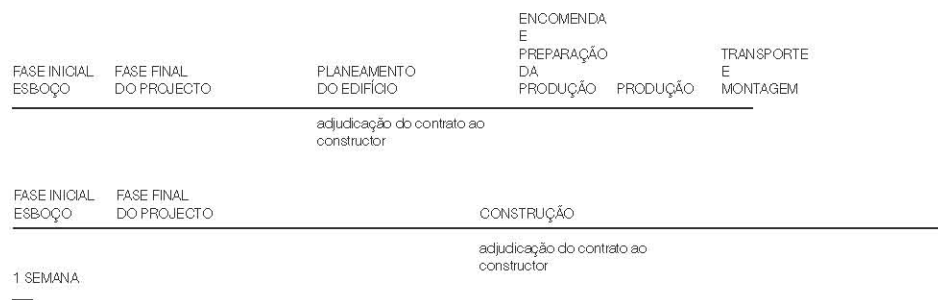 ENCOMENDA
E
PREPARAÇÃO
FASE INICIAL FASE FINAL PLANEAMENTO DA TRANSPORTE
E
ESBOÇO DO PROJECTO DO EDIFÍCIO PRODUÇÃO PRODUÇÃO MONTAGEM
adjudicação do contrato ao
constructor
FASE INICIAL FASE FINAL
ESBOÇO DO PROJECTO CONSTRUÇÃO
adjudicação do contrato ao
constructor
1 SEMANA